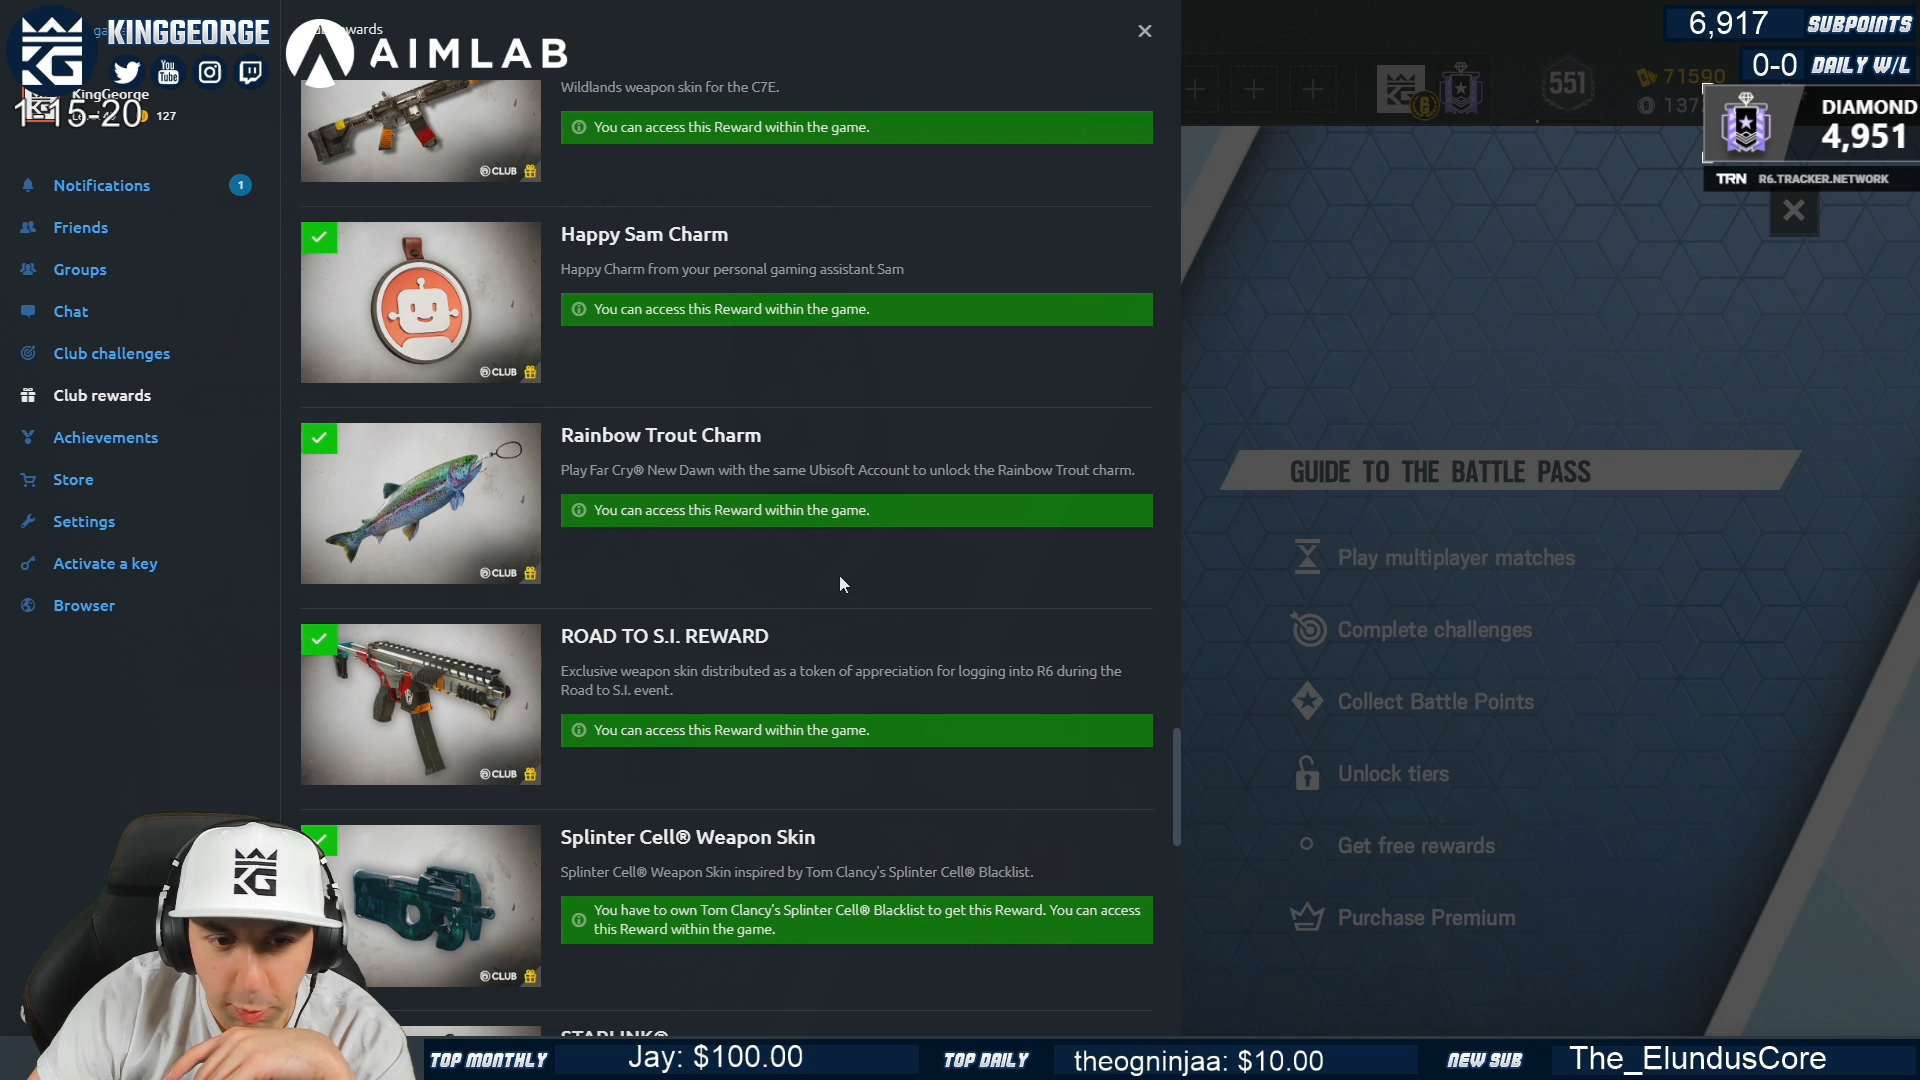 KINGGEORGE
AIMLAB
KingGeorge
127
Notifications
1
Friends
Groups
Chat
Club challenges
Club rewards
Achievements
Store
Settings
Activate a key
Browser
Wildlands weapon skin for the C7E.
You can access this Reward within the game.
CLUB
Happy Sam Charm
Happy Charm from your personal gaming assistant Sam
You can access this Reward within the game.
CLUB
Rainbow Trout Charm
Play Far Cry® New Dawn with the same Ubisoft Account to unlock the Rainbow Trout charm.
You can access this Reward within the game.
CLUB
ROAD TO S.I. REWARD
Exclusive weapon skin distributed as a token of appreciation for logging into R6 during the
Road to S.I. event.
You can access this Reward within the game.
CLUB
Splinter Cell® Weapon Skin
Splinter Cell® Weapon Skin inspired by Tom Clancy's Splinter Cell® Blacklist.
You have to own Tom Clancy's Splinter Cell® Blacklist to get this Reward. You can access
this Reward within the game.
CLUB
STARLINK®
6,917 SUBPOINTS
0-0 DAILY W/L
551
71590
DIAMOND
4,951
TRN R6.TRACKER.NETWORK
GUIDE TO THE BATTLE PASS
Play multiplayer matches
Complete challenges
Collect Battle Points
Unlock tiers
Get free rewards
Purchase Premium
KG
TOP MONTHLY Jay: $100.00
TOP DAILY theogninjaa: $10.00
NEW SUB The_ElundusCore